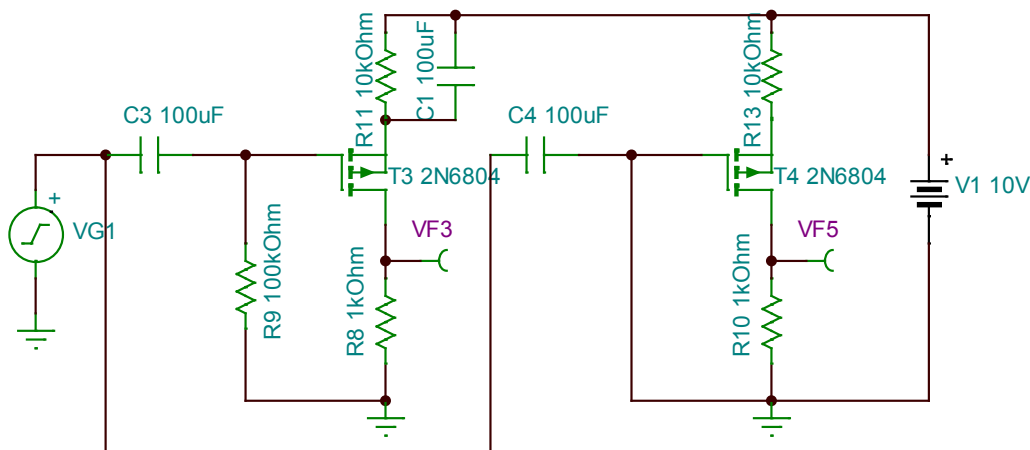 R11 10kOhm
C1 100uF
R13 10kOhm
C3 100uF
C4 100uF
+
T3 2N6804
T4 2N6804
V1 10V
+
VG1
VF3
VF5
R9 100kOhm
R8 1kOhm
R10 1kOhm